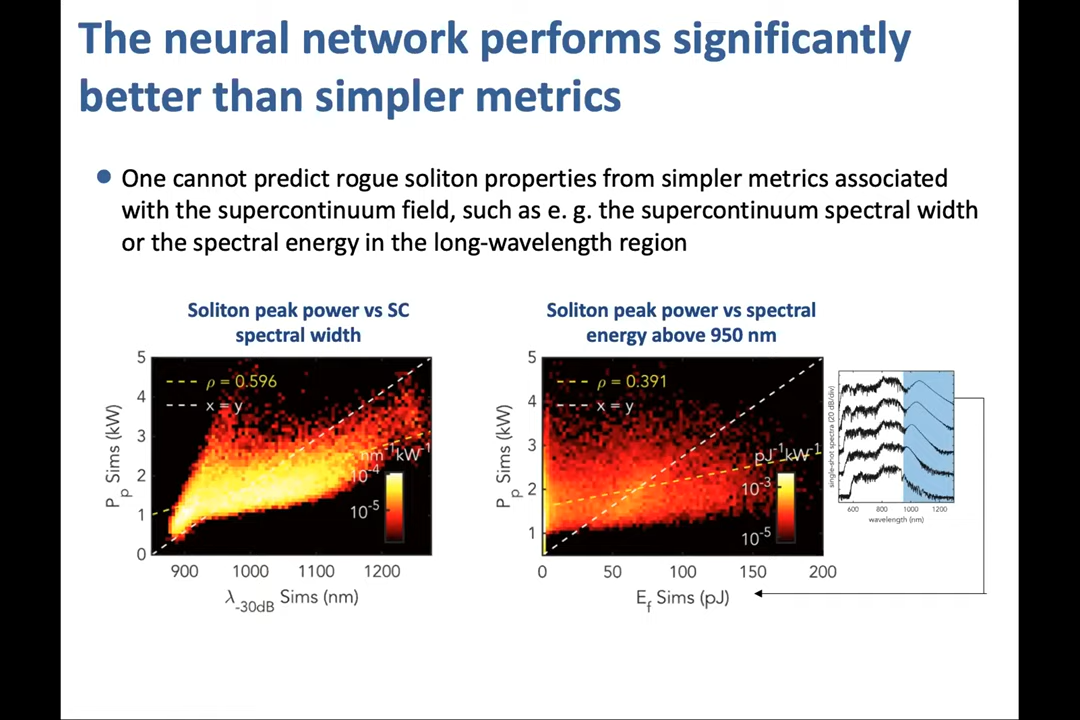 The neural network performs significantly
better than simpler metrics
One cannot predict rogue soliton properties from simpler metrics associated
with the supercontinuum field, such as e. g. the supercontinuum spectral width
or the spectral energy in the long-wavelength region
Soliton peak power vs SC
spectral width
5
4
3
2
1
0
P_p Sims (kW)
ρ = 0.596
x = y
nm⁻¹kW⁻¹
10⁻⁴
10⁻⁵
900 1000 1100 1200
λ_-30dB Sims (nm)
Soliton peak power vs spectral
energy above 950 nm
5
4
3
2
1
P_p Sims (kW)
ρ = 0.391
x = y
pJ⁻¹kW⁻¹
10⁻³
10⁻⁵
0 50 100 150 200
E_f Sims (pJ)
single-shot spectra (20 dB/div)
600 800 1000 1200
wavelength (nm)